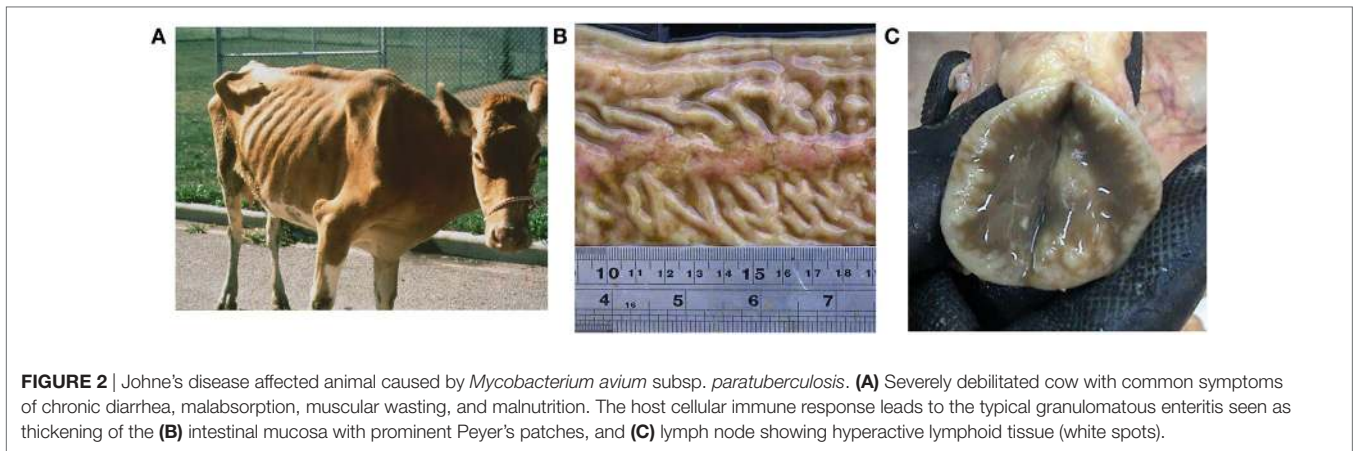 A
B
C
10 11 12 13 14 15 16 17 18
4 16 5 6 7
FIGURE 2 | Johne's disease affected animal caused by Mycobacterium avium subsp. paratuberculosis. (A) Severely debilitated cow with common symptoms
of chronic diarrhea, malabsorption, muscular wasting, and malnutrition. The host cellular immune response leads to the typical granulomatous enteritis seen as
thickening of the (B) intestinal mucosa with prominent Peyer's patches, and (C) lymph node showing hyperactive lymphoid tissue (white spots).